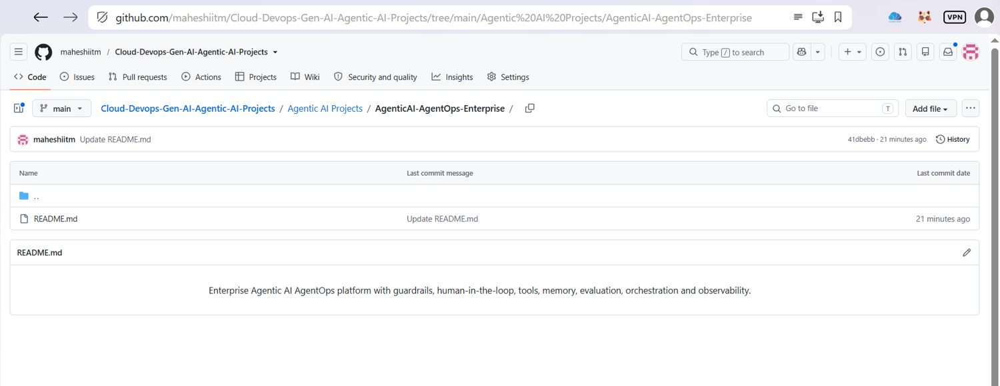 github.com/maheshiitm/Cloud-Devops-Gen-AI-Agentic-AI-Projects/tree/main/Agentic%20AI%20Projects/AgenticAI-AgentOps-Enterprise VPN
maheshiitm / Cloud-Devops-Gen-AI-Agentic-AI-Projects Type / to search
Code Issues Pull requests Actions Projects Wiki Security and quality Insights Settings
main Cloud-Devops-Gen-AI-Agentic-AI-Projects / Agentic AI Projects / AgenticAI-AgentOps-Enterprise / Go to file T Add file
maheshiitm Update README.md 41dbebb · 21 minutes ago History
Name Last commit message Last commit date
..
README.md Update README.md 21 minutes ago
README.md
Enterprise Agentic AI AgentOps platform with guardrails, human-in-the-loop, tools, memory, evaluation, orchestration and observability.